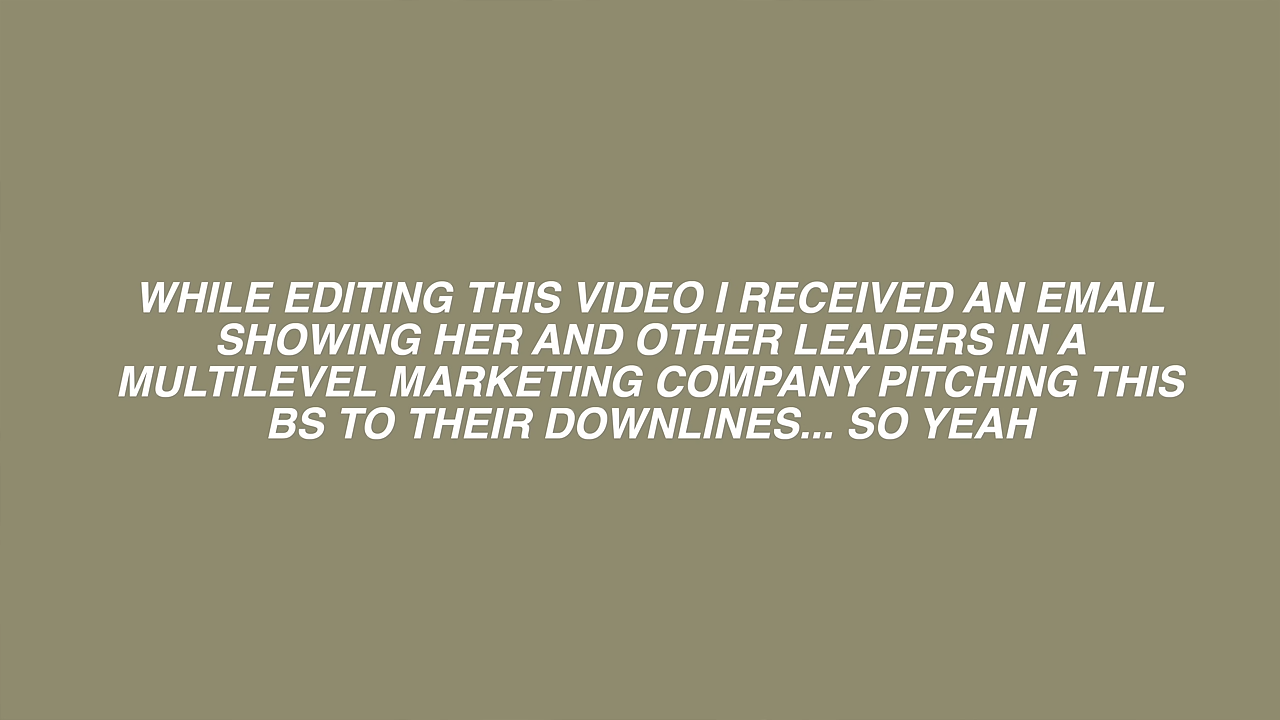 WHILE EDITING THIS VIDEO I RECEIVED AN EMAIL
SHOWING HER AND OTHER LEADERS IN A
MULTILEVEL MARKETING COMPANY PITCHING THIS
BS TO THEIR DOWNLINES... SO YEAH